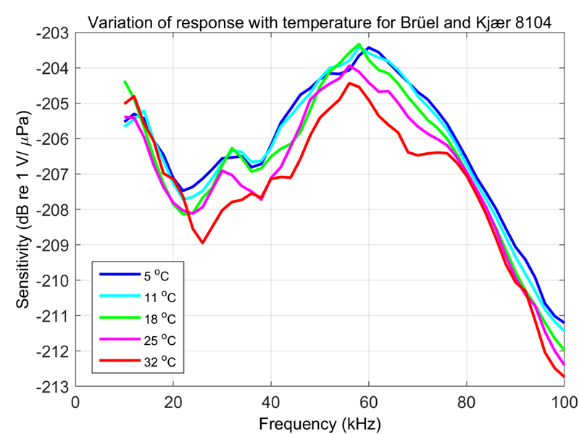 Variation of response with temperature for Brüel and Kjær 8104
Sensitivity (dB re 1 V/ μPa)
-203
-204
-205
-206
-207
-208
-209
-210
-211
-212
-213
5 °C
11 °C
18 °C
25 °C
32 °C
0 20 40 60 80 100
Frequency (kHz)